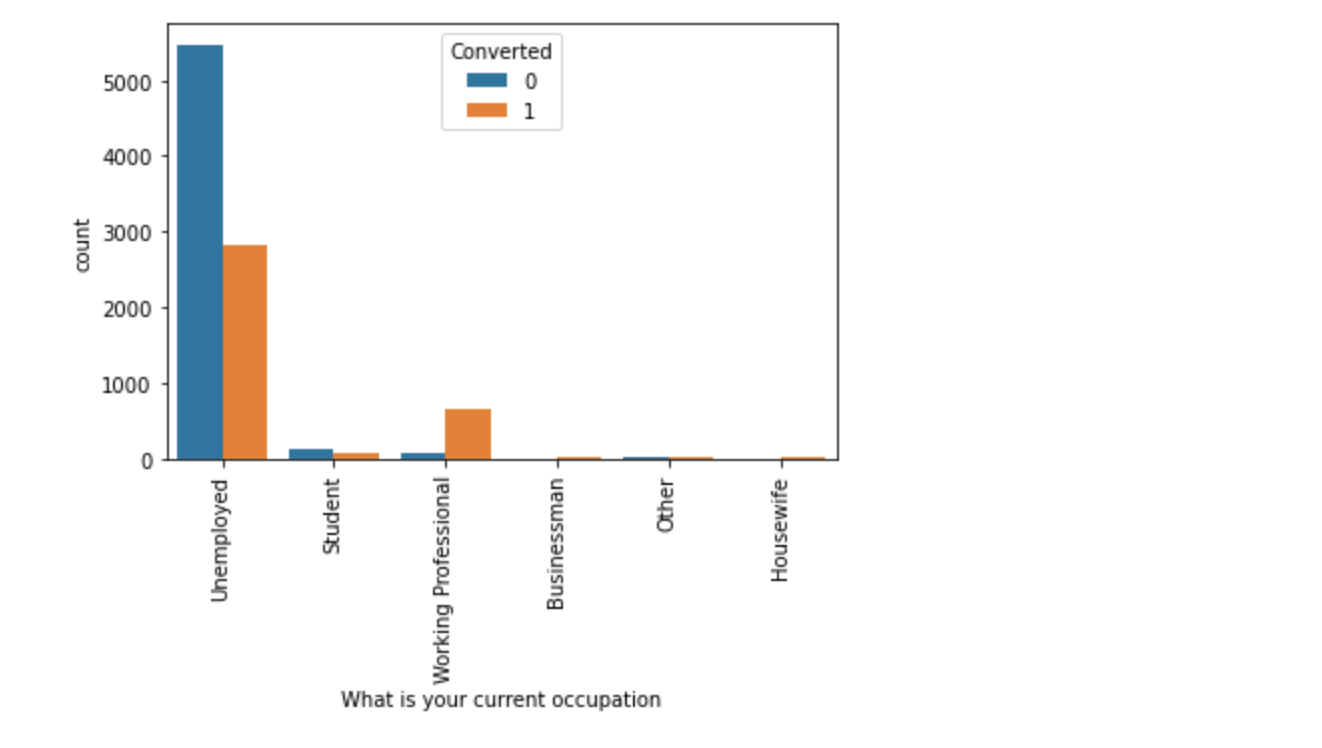 Converted
0
1
5000
4000
3000
2000
1000
0
count
Unemployed
Student
Working Professional
Businessman
Other
Housewife
What is your current occupation